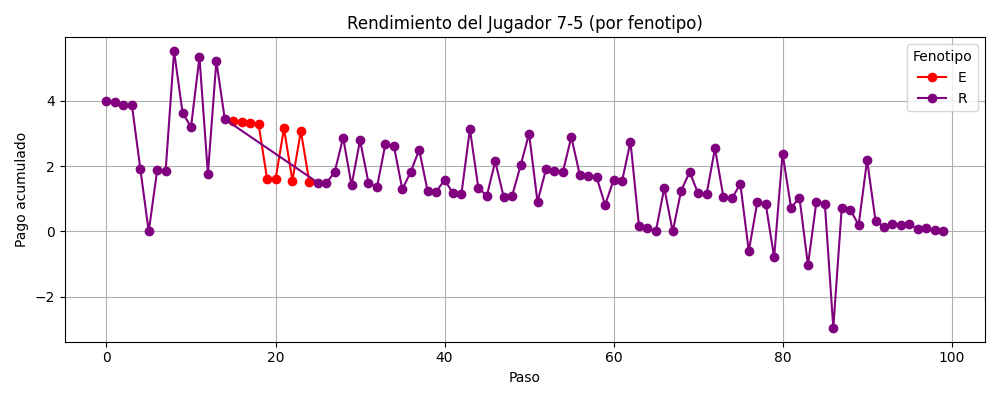 Rendimiento del Jugador 7-5 (por fenotipo)
Pago acumulado
4
2
0
−2
Fenotipo
E
R
0
20
40
60
80
100
Paso